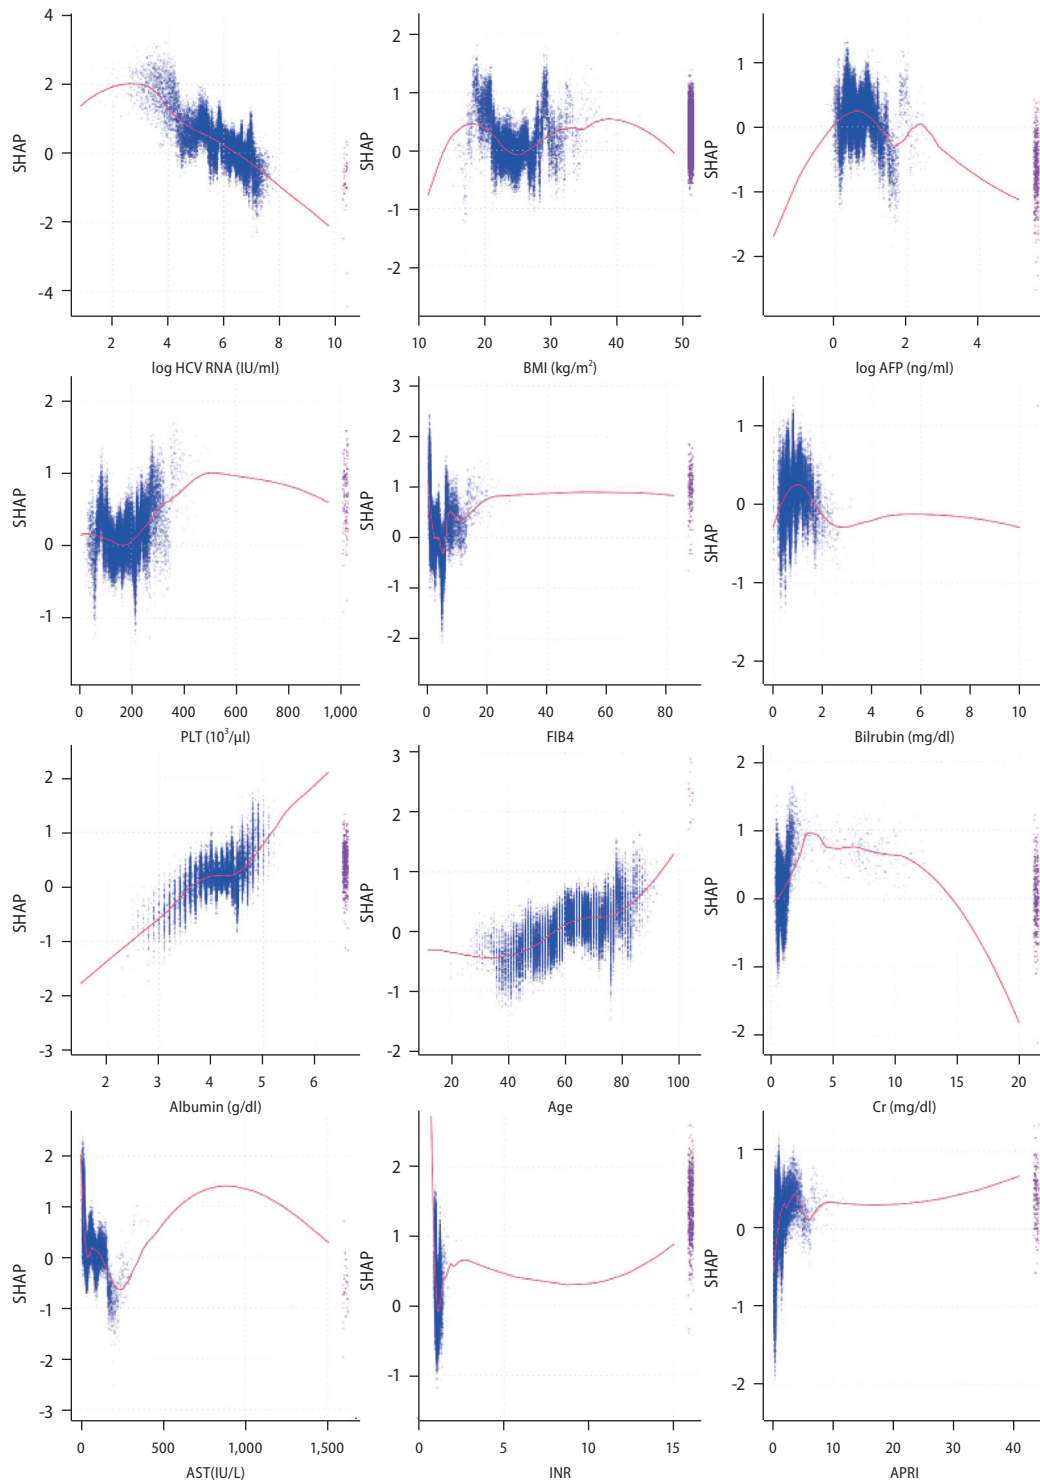 4
2
0
-2
-4
SHAP
2 4 6 8 10
log HCV RNA (IU/ml)
2
1
0
-1
-2
SHAP
10 20 30 40 50
BMI (kg/m²)
1
0
-1
-2
SHAP
0 2 4
log AFP (ng/ml)
2
1
0
-1
SHAP
0 200 400 600 800 1,000
PLT (10³/µl)
3
2
1
0
-1
-2
SHAP
0 20 40 60 80
FIB4
1
0
-1
-2
SHAP
0 2 4 6 8 10
Bilrubin (mg/dl)
2
1
0
-1
-2
-3
SHAP
2 3 4 5 6
Albumin (g/dl)
3
2
1
0
-1
-2
SHAP
20 40 60 80 100
Age
2
1
0
-1
-2
SHAP
0 5 10 15 20
Cr (mg/dl)
2
1
0
-1
-2
-3
SHAP
0 500 1,000 1,500
AST(IU/L)
2
1
0
-1
SHAP
0 5 10 15
INR
1
0
-1
-2
SHAP
0 10 20 30 40
APRI